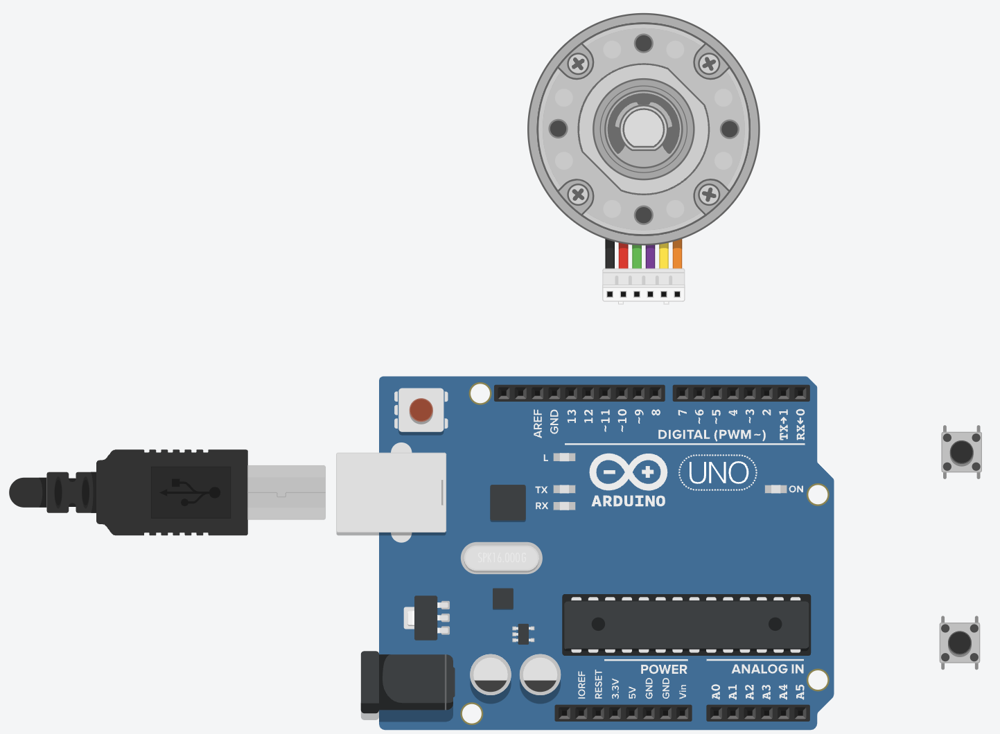 AREF
GND
13
12
~11
~10
~9
8
7
~6
~5
4
~3
2
TX→1
RX←0
DIGITAL (PWM~)
L
TX
RX
ARDUINO
UNO
ON
SPK16.000G
POWER
ANALOG IN
IOREF
RESET
3.3V
5V
GND
GND
Vin
A0
A1
A2
A3
A4
A5